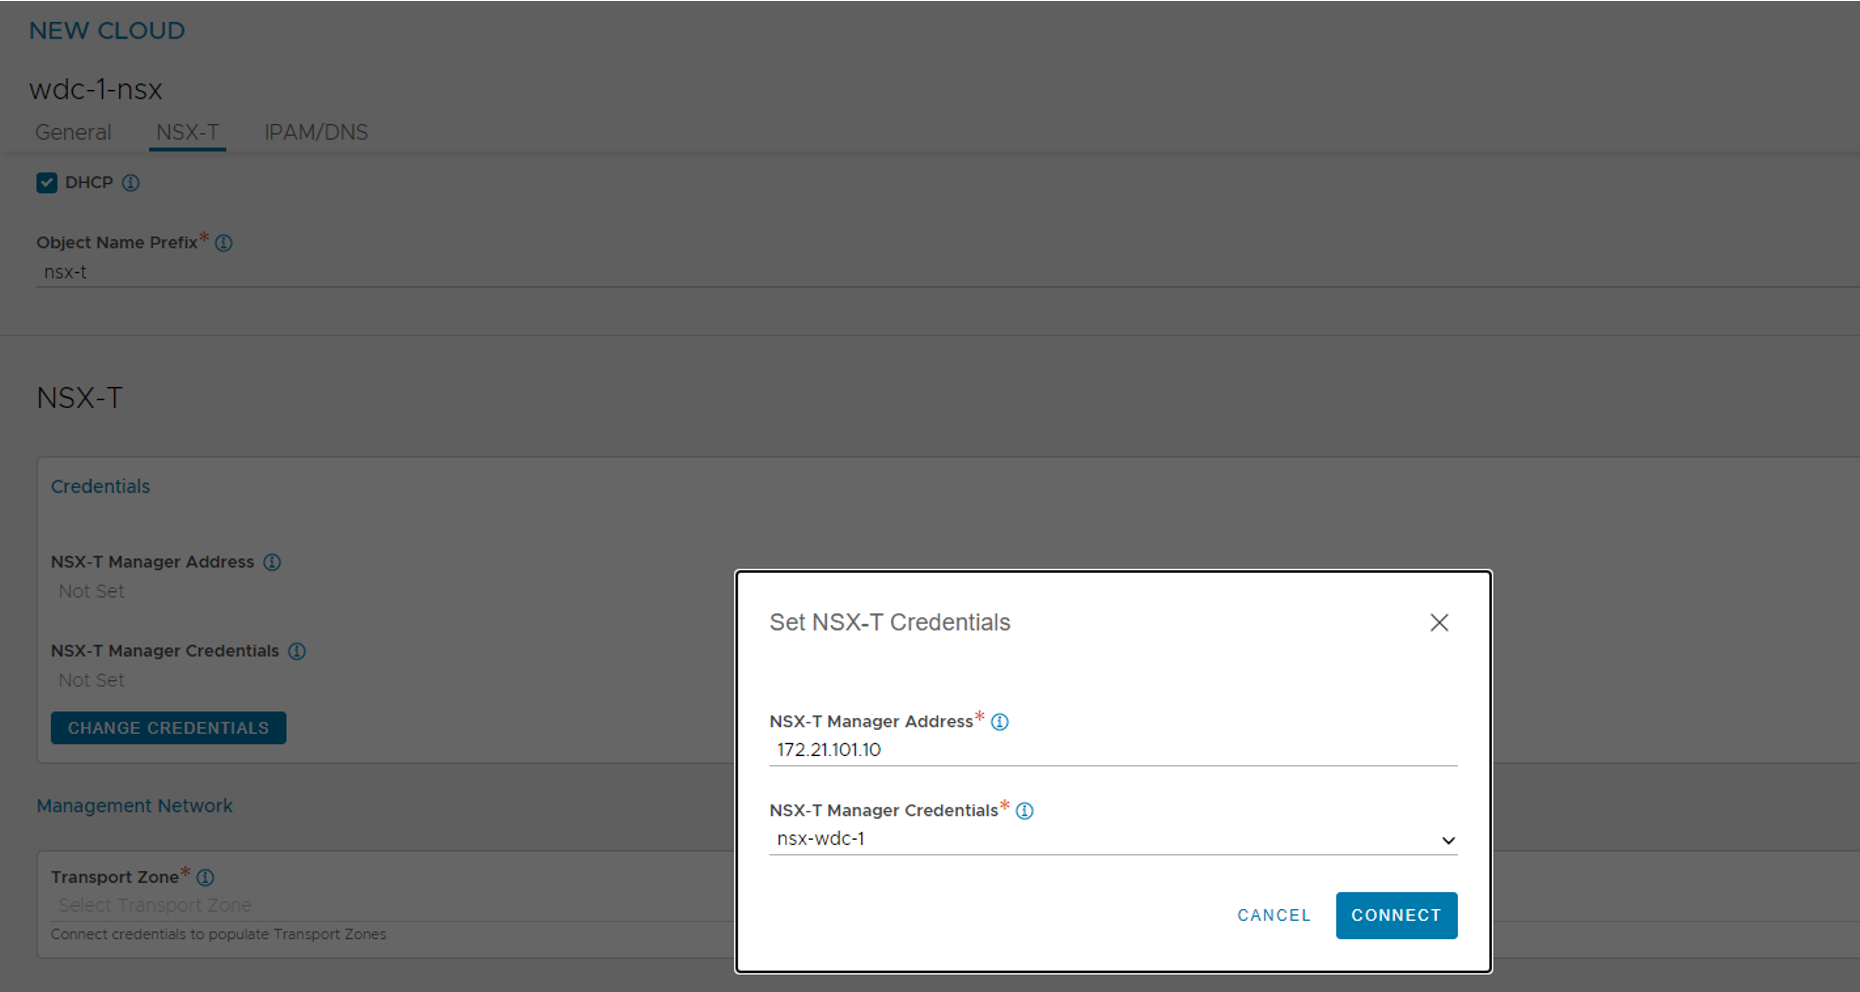 NEW CLOUD
wdc-1-nsx
General NSX-T IPAM/DNS
DHCP
Object Name Prefix*
nsx-t
NSX-T
Credentials
NSX-T Manager Address
Not Set
NSX-T Manager Credentials
Not Set
CHANGE CREDENTIALS
Management Network
Transport Zone*
Select Transport Zone
Connect credentials to populate Transport Zones
Set NSX-T Credentials
NSX-T Manager Address*
172.21.101.10
NSX-T Manager Credentials*
nsx-wdc-1
CANCEL CONNECT